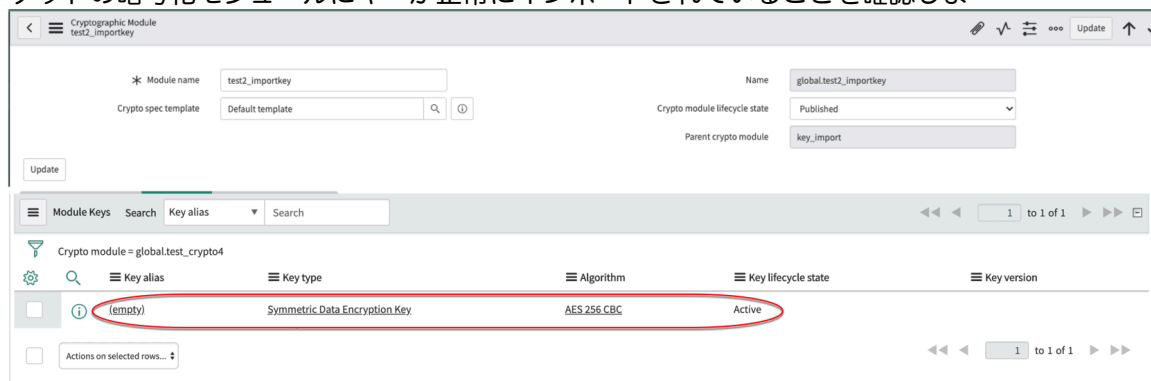 Cryptographic Module
test2_importkey
Update
Module name test2_importkey
Name global.test2_importkey
Crypto spec template Default template
Crypto module lifecycle state Published
Parent crypto module key_import
Update
Module Keys Search Key alias Search 1 to 1 of 1
Crypto module = global.test_crypto4
Key alias Key type Algorithm Key lifecycle state Key version
(empty) Symmetric Data Encryption Key AES 256 CBC Active
Actions on selected rows... 1 to 1 of 1